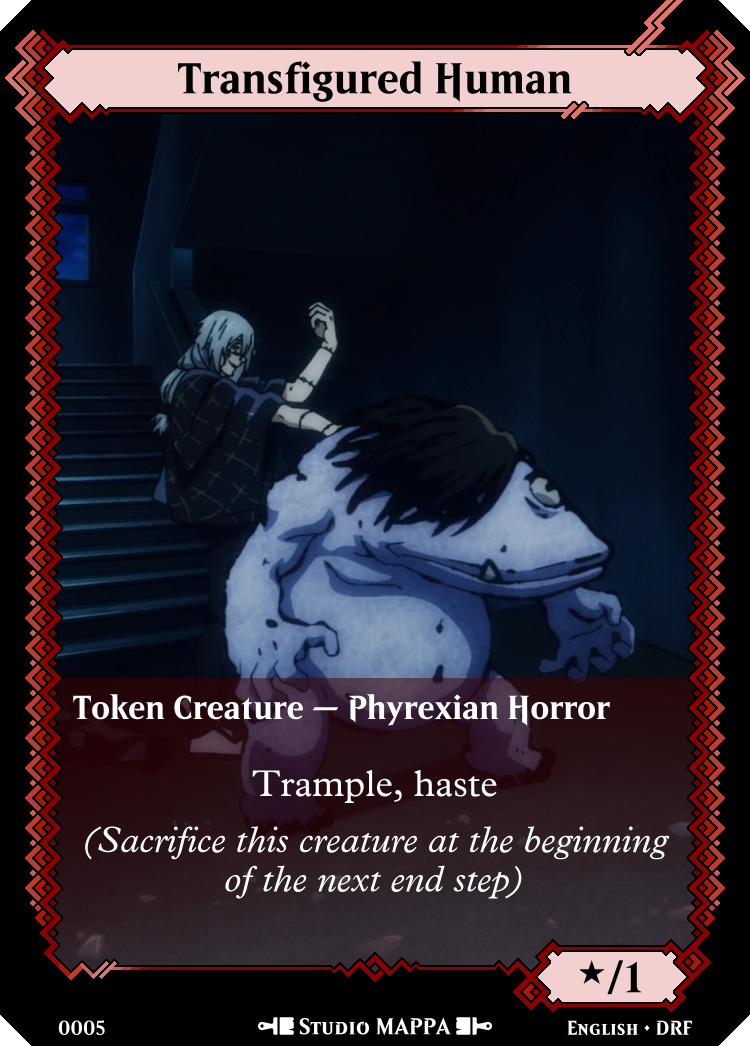 Transfigured Human
Token Creature — Phyrexian Horror
Trample, haste
(Sacrifice this creature at the beginning
of the next end step)
★/1
0005
Studio MAPPA
English • DRF